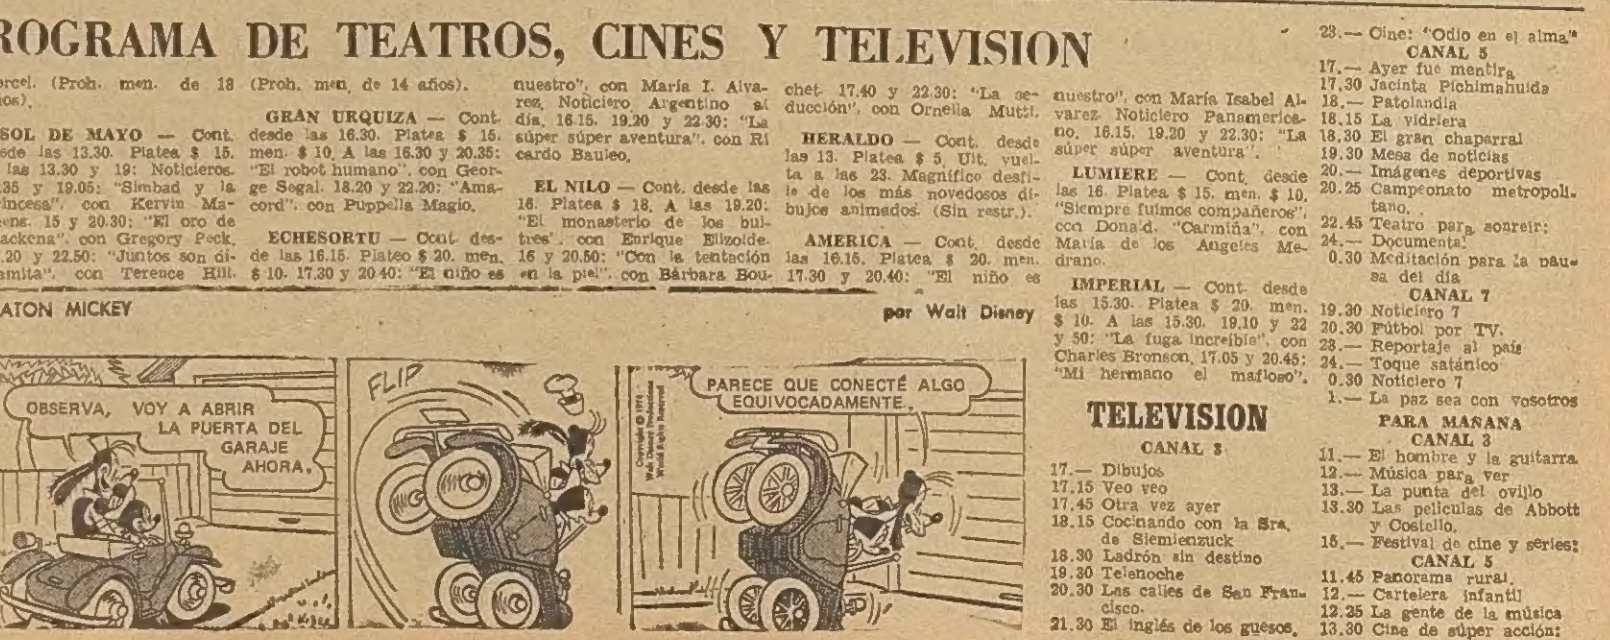 ROGRAMA DE TEATROS, CINES Y TELEVISION
(Proh. men. de 18
SOL DE MAYO — Cont.
las 13.30. Platea $ 15.
las 13.30 y 19: Noticieros.
y 19.05: "Simbad y la
con Kervin Ma-
15 y 20.30: "El oro de
con Gregory Peck.
y 22.50: "Juntos son di-
con Terence Hill.
(Proh. men. de 14 años).
GRAN URQUIZA — Cont.
desde las 16.30. Platea $ 15.
men. $ 10. A las 16.30 y 20.35:
"El robot humano". con Geor-
ge Segal. 18.20 y 22.20: "Ama-
cord". con Puppella Magio.
ECHESORTU — Cont. des-
de las 16.15. Plateo $ 20. men.
$ 10. 17.30 y 20 40: "El niño es
nuestro". con María I. Alva-
rez. Noticiero Argentino al
día. 16.15. 19.20 y 22.30: "La
súper súper aventura". con Ri
cardo Bauleo.
EL NILO — Cont. desde las
16. Platea $ 18. A las 19.20:
"El monasterio de los bui-
tres'. con Enrique Elizolde.
16 y 20.50: "Con la tentación
en la piel". con Bárbara Bou-
chet. 17.40 y 22.30: "La se-
ducción", con Ornella Mutti.
HERALDO — Cont. desde
las 13. Platea $ 5. Ult. vuel-
ta a las 23. Magnífico desfi-
le de los más novedosos di-
bujos animados. (Sin restr.).
AMERICA — Cont. desde
las 16.15. Platea $ 20. men.
17.30 y 20.40: "El niño es
nuestro". con María Isabel Al-
varez. Noticiero Panamerica-
no. 16.15. 19.20 y 22.30: "La
súper súper aventura".
LUMIERE — Cont. desde
las 16. Platea $ 15. men. $ 10.
"Siempre fuimos compañeros",
con Donald. "Carmiña", con
María de los Angeles Me-
drano.
IMPERIAL — Cont. desde
las 15.30. Platea $ 20. men.
$ 10. A las 15.30. 19.10 y 22
y 50: "La fuga increíble". con
Charles Bronson. 17.05 y 20.45:
"Mi hermano el mafioso".
ATON MICKEY
por Walt Disney
OBSERVA, VOY A ABRIR
LA PUERTA DEL
GARAJE
AHORA.
FLIP
Copyright © 1974
Walt Disney Productions
World Rights Reserved
PARECE QUE CONECTÉ ALGO
EQUIVOCADAMENTE.
TELEVISION
CANAL 3
17.— Dibujos
17.15 Veo veo
17.45 Otra vez ayer
18.15 Cocinando con la Sra.
de Siemienzuck
18.30 Ladrón sin destino
19.30 Telenoche
20.30 Las calles de San Fran-
cisco.
21.30 El inglés de los guesos.
23.— Cine: "Odio en el alma"
CANAL 5
17.— Ayer fue mentira
17.30 Jacinta Pichimahuida
18.— Patolandia
18.15 La vidriera
18.30 El gran chaparral
19.30 Mesa de noticias
20.— Imágenes deportivas
20.25 Campeonato metropoli-
tano.
22.45 Teatro para sonreir:
24.— Documental
0.30 Meditación para la pau-
sa del día
CANAL 7
19.30 Noticiero 7
20.30 Fútbol por TV.
23.— Reportaje al país
24.— Toque satánico
0.30 Noticiero 7
1.— La paz sea con vosotros
PARA MAÑANA
CANAL 3
11.— El hombre y la guitarra
12.— Música para ver
13.— La punta del ovillo
13.30 Las películas de Abbott
y Costello.
15.— Festival de cine y series:
CANAL 5
11.45 Panorama rural.
12.— Cartelera infantil
12.25 La gente de la música
13.30 Cine de súper acción: